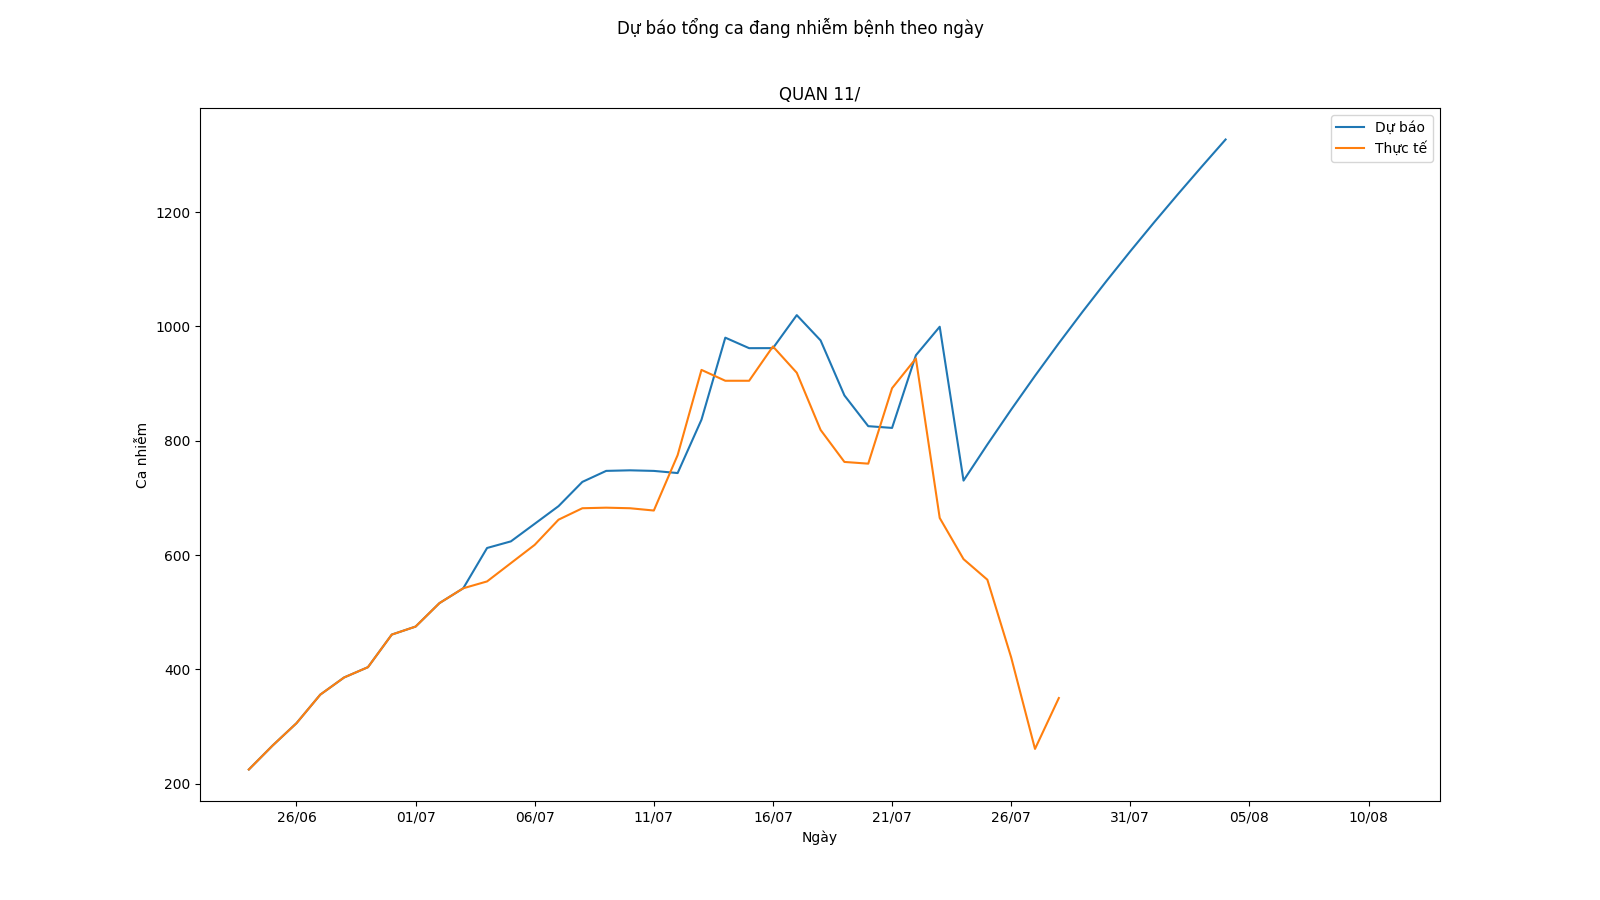 Dự báo tổng ca đang nhiễm bệnh theo ngày
QUAN 11/
Dự báo
Thực tế
1200
1000
800
600
400
200
Ca nhiễm
26/06 01/07 06/07 11/07 16/07 21/07 26/07 31/07 05/08 10/08
Ngày